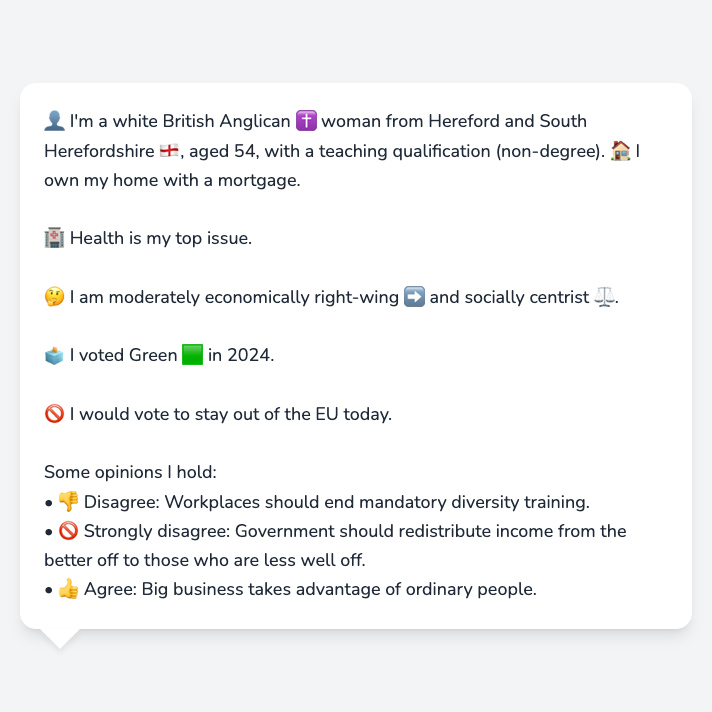 👤 I'm a white British Anglican ✝️ woman from Hereford and South
Herefordshire 🏴󠁧󠁢󠁥󠁮󠁧󠁿, aged 54, with a teaching qualification (non-degree). 🏠 I
own my home with a mortgage.
🏥 Health is my top issue.
🤔 I am moderately economically right-wing ➡️ and socially centrist ⚖️.
🗳️ I voted Green 🟩 in 2024.
🚫 I would vote to stay out of the EU today.
Some opinions I hold:
• 👎 Disagree: Workplaces should end mandatory diversity training.
• 🚫 Strongly disagree: Government should redistribute income from the
better off to those who are less well off.
• 👍 Agree: Big business takes advantage of ordinary people.